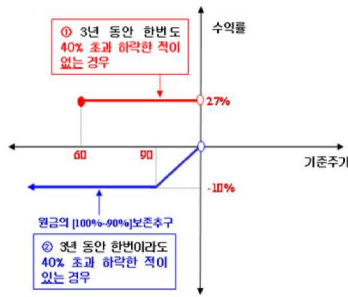 수익률
① 3년 동안 한번도
40% 초과 하락한 적이
없는 경우
27%
60
90
기준주가
-10%
원금의 [100%~90%]보존추구
② 3년 동안 한번이라도
40% 초과 하락한 적이
있는 경우